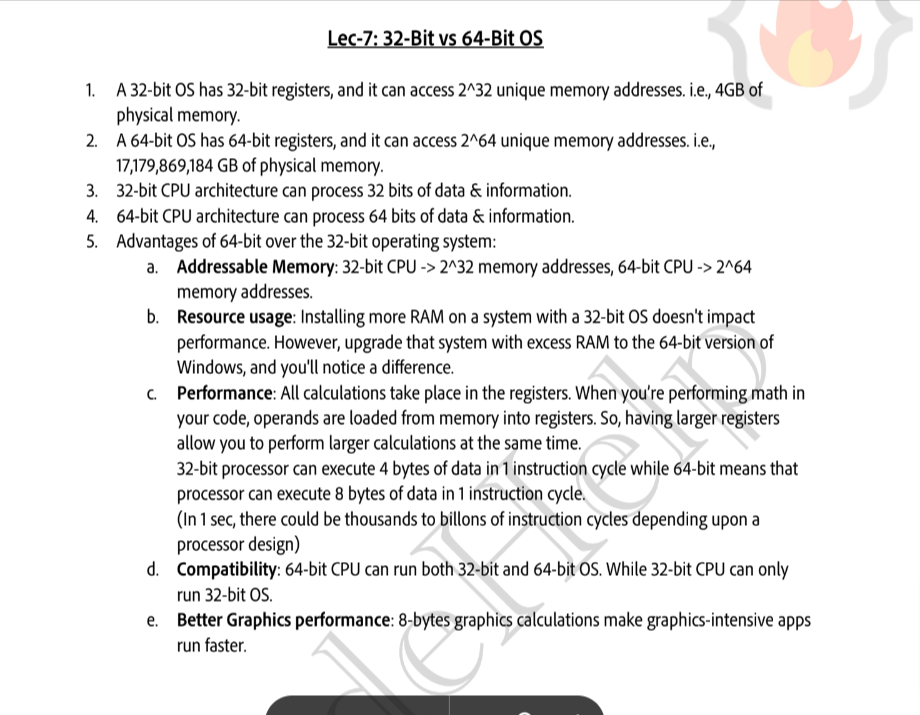 Lec-7: 32-Bit vs 64-Bit OS
1. A 32-bit OS has 32-bit registers, and it can access 2^32 unique memory addresses. i.e., 4GB of
physical memory.
2. A 64-bit OS has 64-bit registers, and it can access 2^64 unique memory addresses. i.e.,
17,179,869,184 GB of physical memory.
3. 32-bit CPU architecture can process 32 bits of data & information.
4. 64-bit CPU architecture can process 64 bits of data & information.
5. Advantages of 64-bit over the 32-bit operating system:
a. Addressable Memory: 32-bit CPU -> 2^32 memory addresses, 64-bit CPU -> 2^64
memory addresses.
b. Resource usage: Installing more RAM on a system with a 32-bit OS doesn't impact
performance. However, upgrade that system with excess RAM to the 64-bit version of
Windows, and you'll notice a difference.
c. Performance: All calculations take place in the registers. When you're performing math in
your code, operands are loaded from memory into registers. So, having larger registers
allow you to perform larger calculations at the same time.
32-bit processor can execute 4 bytes of data in 1 instruction cycle while 64-bit means that
processor can execute 8 bytes of data in 1 instruction cycle.
(In 1 sec, there could be thousands to billons of instruction cycles depending upon a
processor design)
d. Compatibility: 64-bit CPU can run both 32-bit and 64-bit OS. While 32-bit CPU can only
run 32-bit OS.
e. Better Graphics performance: 8-bytes graphics calculations make graphics-intensive apps
run faster.
deHelp